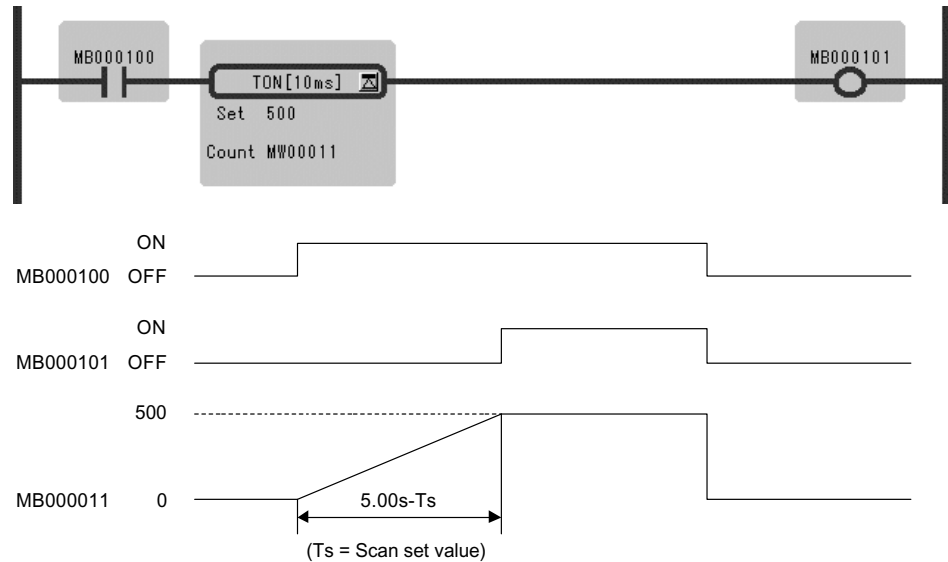 MB000100
MB000101
TON[10ms]
Set 500
Count MW00011
ON
MB000100 OFF
ON
MB000101 OFF
500
MB000011 0
5.00s-Ts
(Ts = Scan set value)